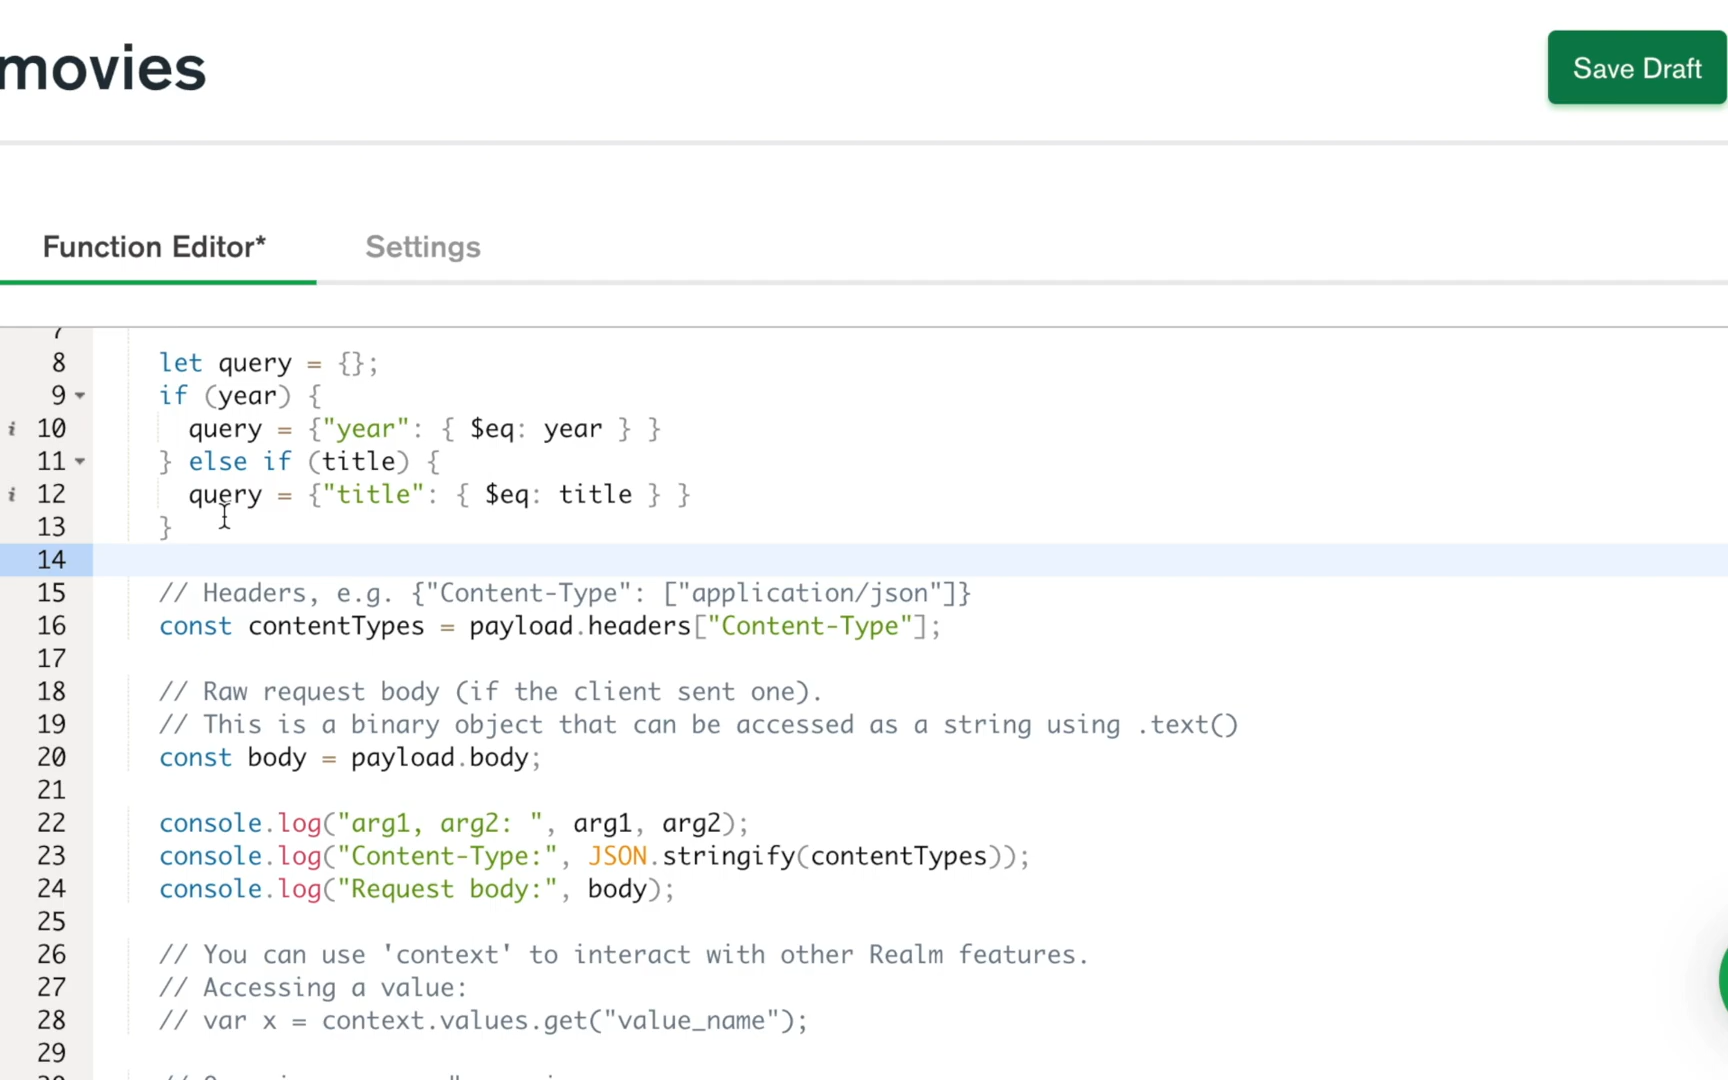 movies
Save Draft
Function Editor*
Settings
7
8 let query = {};
9 if (year) {
i 10 query = {"year": { $eq: year } }
11 } else if (title) {
i 12 query = {"title": { $eq: title } }
13 }
14
15 // Headers, e.g. {"Content-Type": ["application/json"]}
16 const contentTypes = payload.headers["Content-Type"];
17
18 // Raw request body (if the client sent one).
19 // This is a binary object that can be accessed as a string using .text()
20 const body = payload.body;
21
22 console.log("arg1, arg2: ", arg1, arg2);
23 console.log("Content-Type:", JSON.stringify(contentTypes));
24 console.log("Request body:", body);
25
26 // You can use 'context' to interact with other Realm features.
27 // Accessing a value:
28 // var x = context.values.get("value_name");
29